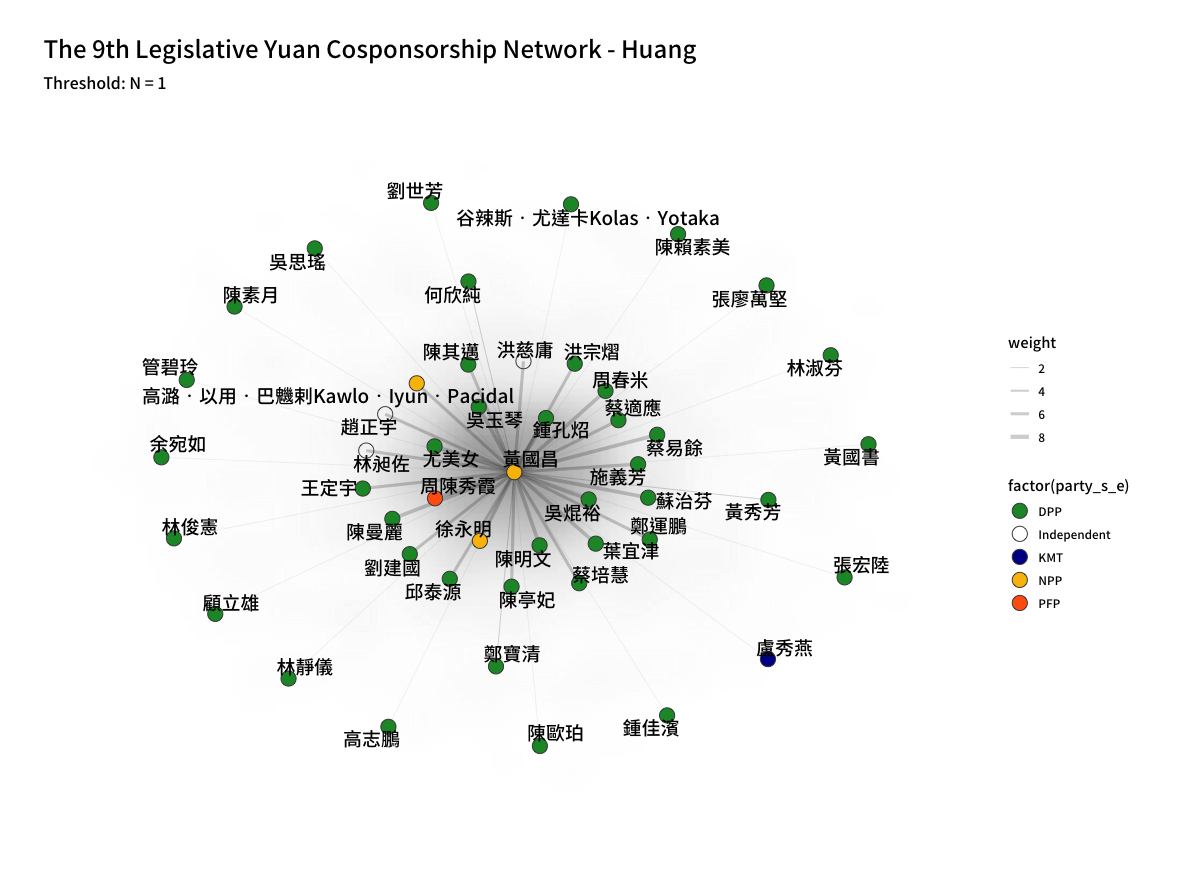 The 9th Legislative Yuan Cosponsorship Network - Huang
Threshold: N = 1
劉世芳
谷辣斯‧尤達卡Kolas‧Yotaka
陳賴素美
吳思瑤
陳素月
何欣純
張廖萬堅
陳其邁
洪慈庸
洪宗熠
林淑芬
管碧玲
周春米
高潞‧以用‧巴魕剌Kawlo‧Iyun‧Pacidal
蔡適應
趙正宇
吳玉琴
鍾孔炤
余宛如
蔡易餘
黃國書
林昶佐
尤美女
黃國昌
施義芳
王定宇
周陳秀霞
蘇治芬
吳焜裕
黃秀芳
林俊憲
陳曼麗
徐永明
鄭運鵬
葉宜津
陳明文
劉建國
張宏陸
蔡培慧
邱泰源
陳亭妃
顧立雄
盧秀燕
鄭寶清
林靜儀
高志鵬
陳歐珀
鍾佳濱
weight
2
4
6
8
factor(party_s_e)
DPP
Independent
KMT
NPP
PFP